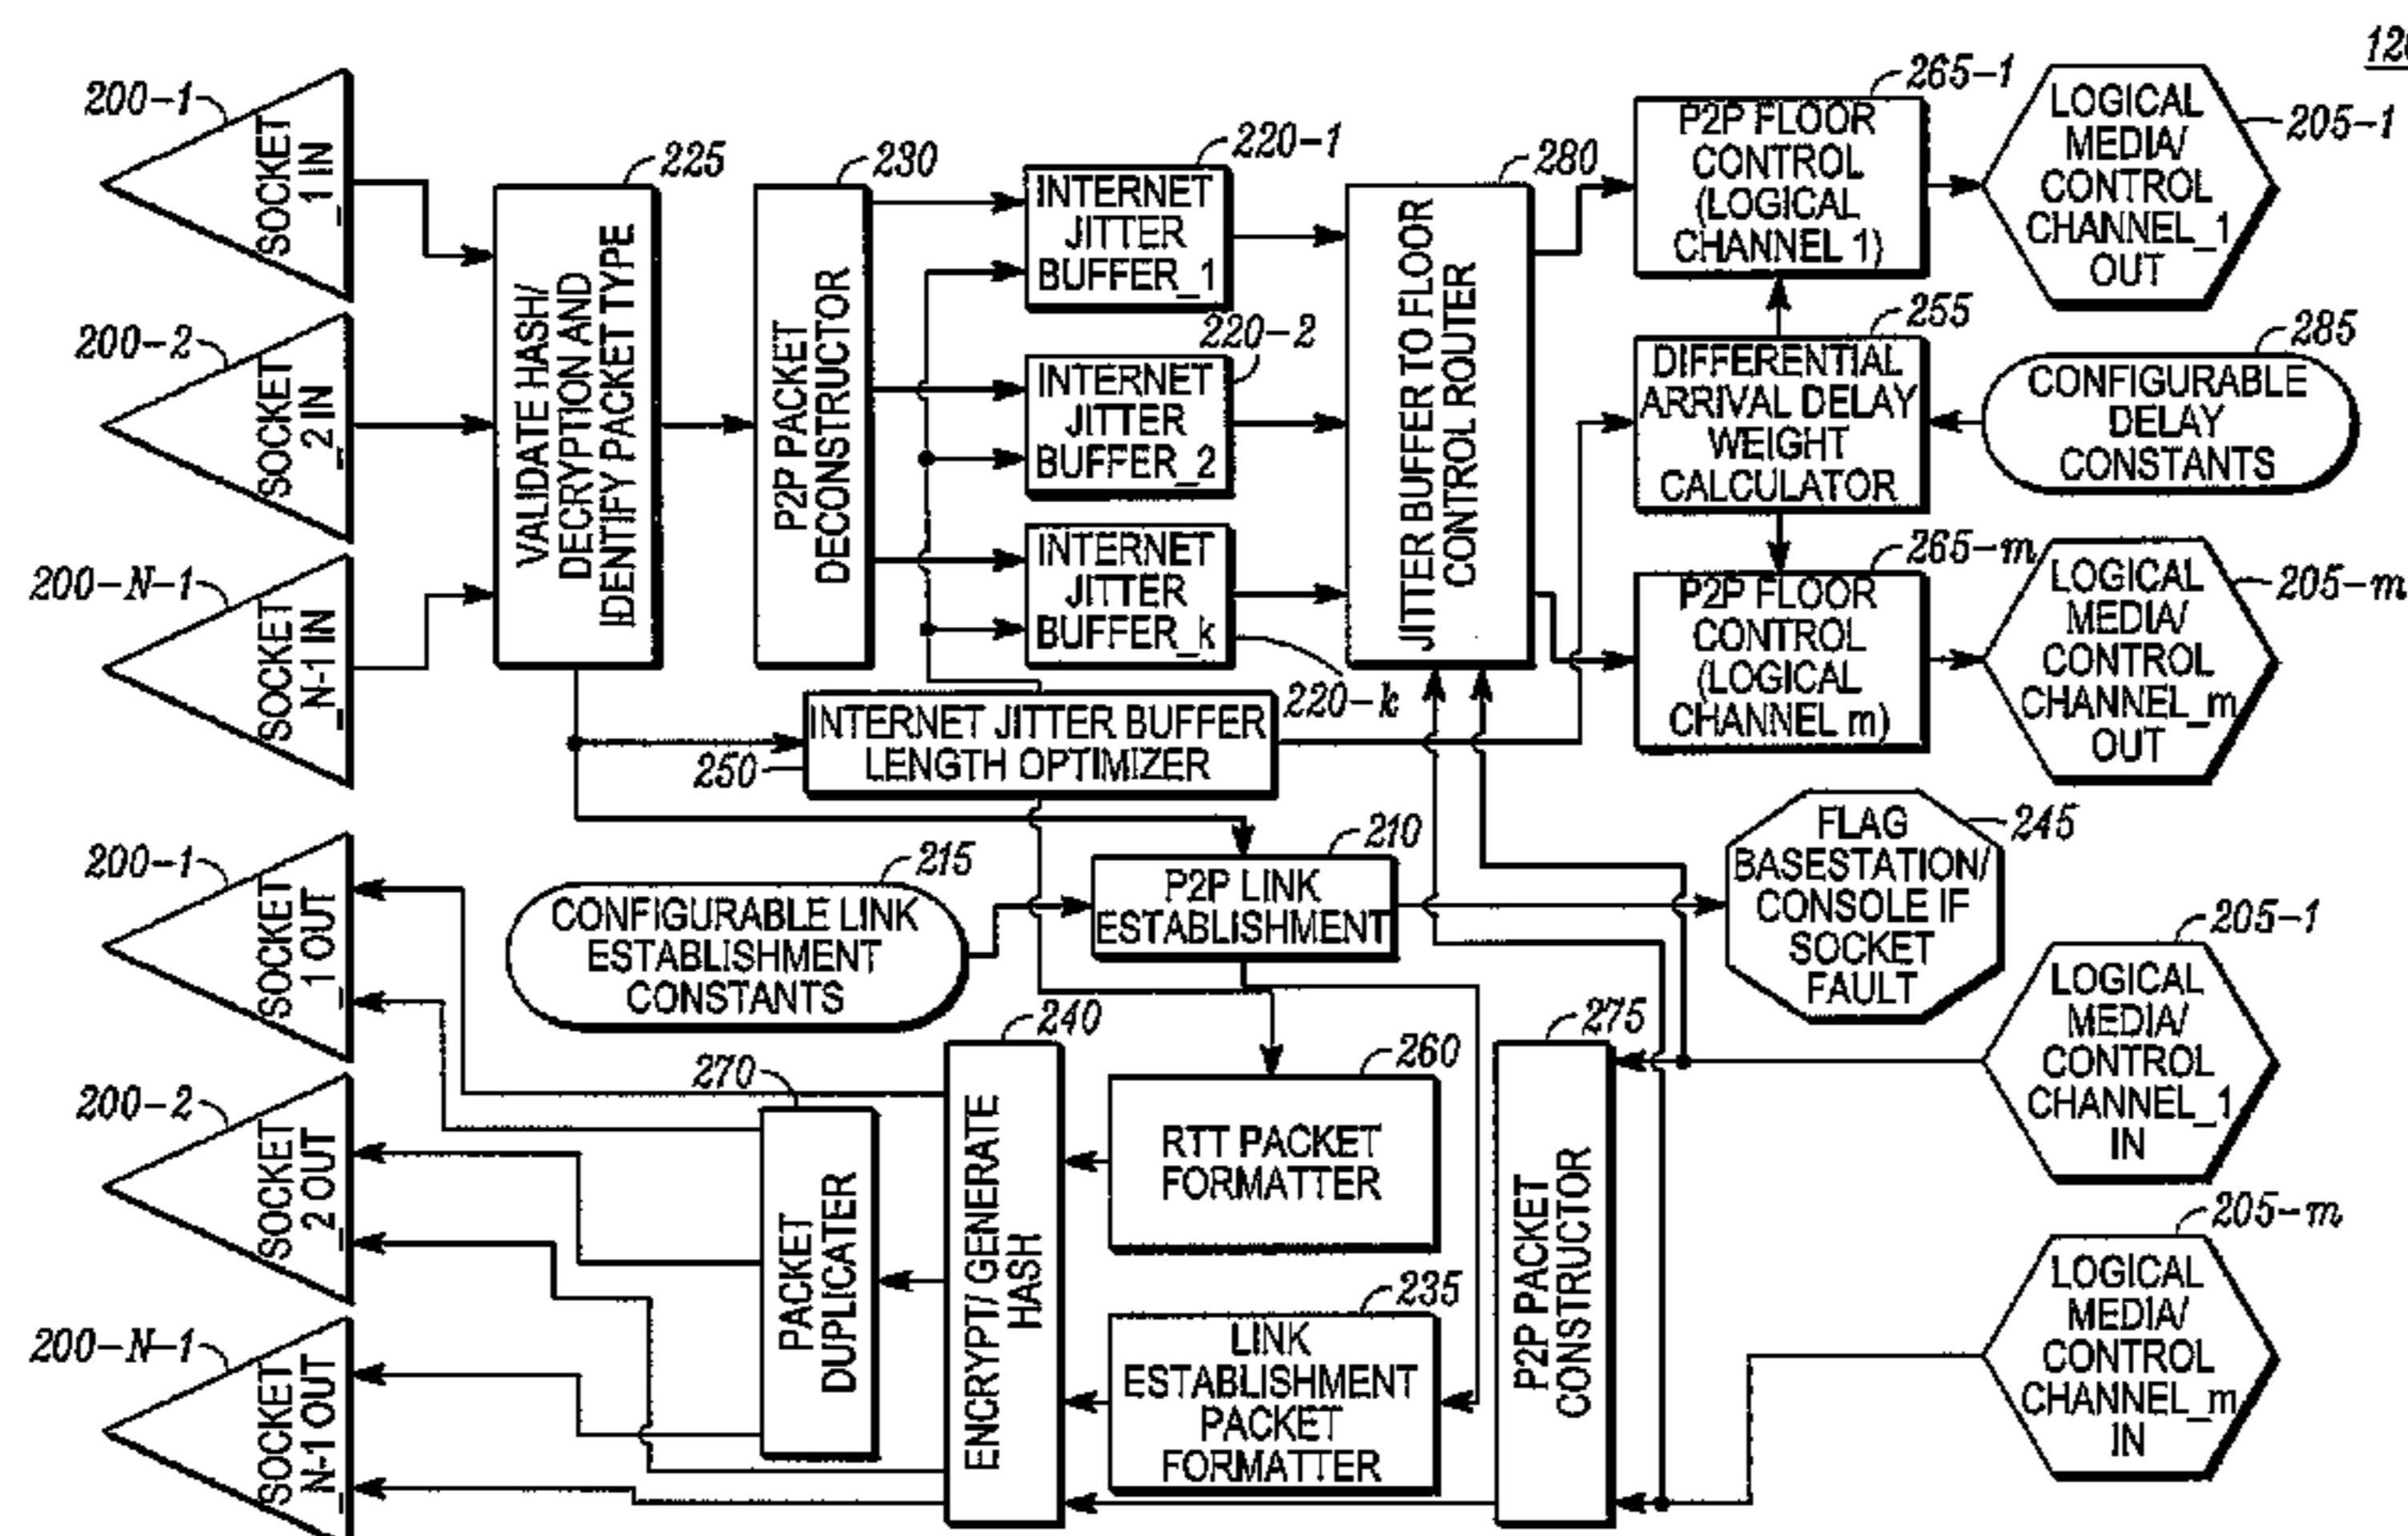 120
200-1
SOCKET
_1 IN
200-2
SOCKET
_2 IN
200-N-1
SOCKET
_N-1 IN
225
VALIDATE HASH/
DECRYPTION AND
IDENTIFY PACKET TYPE
230
P2P PACKET
DECONSTRUCTOR
220-1
INTERNET
JITTER
BUFFER_1
220-2
INTERNET
JITTER
BUFFER_2
INTERNET
JITTER
BUFFER_k
220-k
280
JITTER BUFFER TO FLOOR
CONTROL ROUTER
265-1
P2P FLOOR
CONTROL
(LOGICAL
CHANNEL 1)
LOGICAL
MEDIA/
CONTROL
CHANNEL_1
OUT
205-1
255
DIFFERENTIAL
ARRIVAL DELAY
WEIGHT
CALCULATOR
285
CONFIGURABLE
DELAY
CONSTANTS
265-m
P2P FLOOR
CONTROL
(LOGICAL
CHANNEL m)
LOGICAL
MEDIA/
CONTROL
CHANNEL_m
OUT
205-m
250
INTERNET JITTER BUFFER
LENGTH OPTIMIZER
215
CONFIGURABLE LINK
ESTABLISHMENT
CONSTANTS
210
P2P LINK
ESTABLISHMENT
245
FLAG
BASESTATION/
CONSOLE IF
SOCKET
FAULT
200-1
SOCKET
_1 OUT
200-2
SOCKET
_2 OUT
200-N-1
SOCKET
_N-1 OUT
270
PACKET
DUPLICATER
240
ENCRYPT/ GENERATE
HASH
260
RTT PACKET
FORMATTER
235
LINK
ESTABLISHMENT
PACKET
FORMATTER
275
P2P PACKET
CONSTRUCTOR
205-1
LOGICAL
MEDIA/
CONTROL
CHANNEL_1
IN
205-m
LOGICAL
MEDIA/
CONTROL
CHANNEL_m
IN